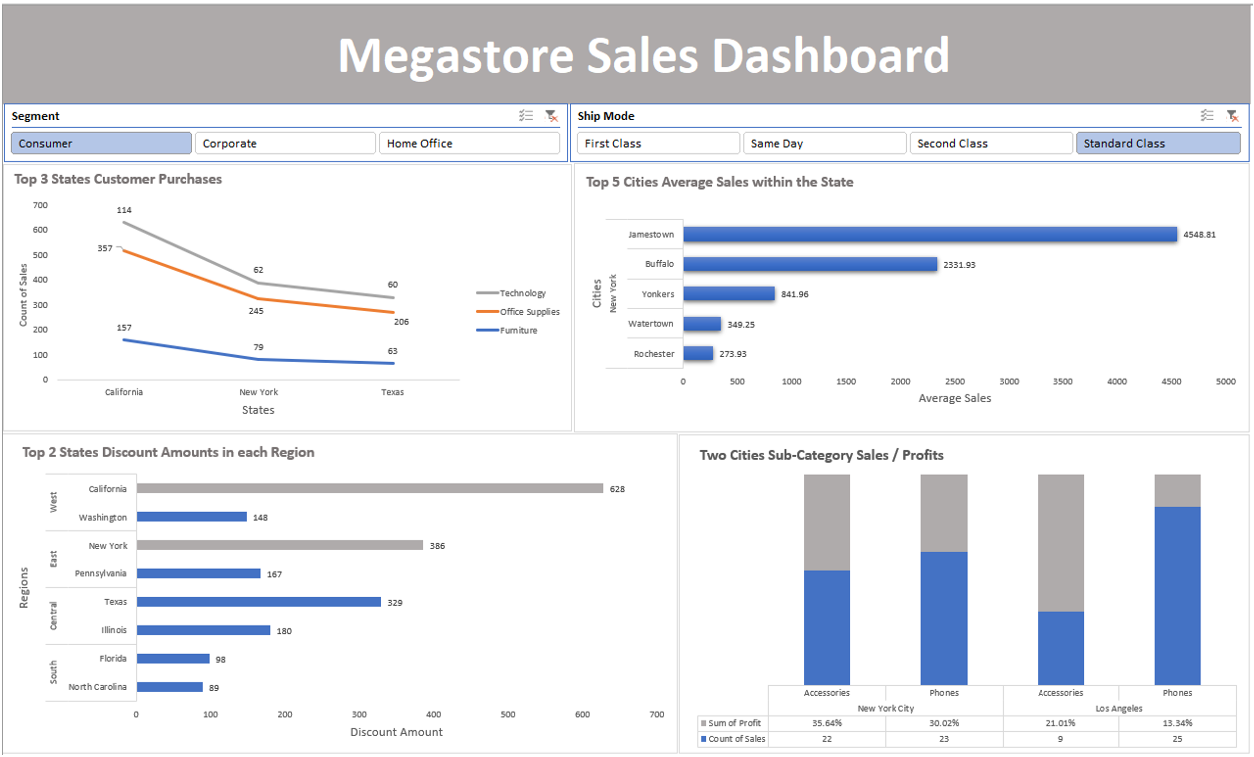 Megastore Sales Dashboard
Segment
Consumer
Corporate
Home Office
Ship Mode
First Class
Same Day
Second Class
Standard Class
Top 3 States Customer Purchases
700
600
500
400
300
200
100
0
Count of Sales
114
357
157
62
245
79
60
206
63
California
New York
Texas
States
Technology
Office Supplies
Furniture
Top 5 Cities Average Sales within the State
Cities
New York
Jamestown 4548.81
Buffalo 2331.93
Yonkers 841.96
Watertown 349.25
Rochester 273.93
0 500 1000 1500 2000 2500 3000 3500 4000 4500 5000
Average Sales
Top 2 States Discount Amounts in each Region
Regions
West
California 628
Washington 148
East
New York 386
Pennsylvania 167
Central
Texas 329
Illinois 180
South
Florida 98
North Carolina 89
0 100 200 300 400 500 600 700
Discount Amount
Two Cities Sub-Category Sales / Profits
Accessories Phones Accessories Phones
New York City Los Angeles
Sum of Profit 35.64% 30.02% 21.01% 13.34%
Count of Sales 22 23 9 25